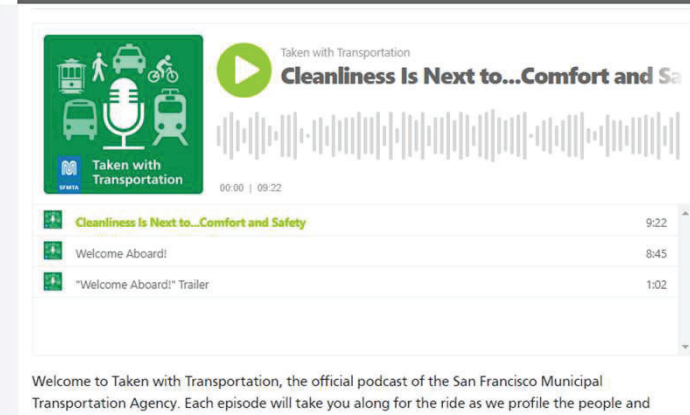 Taken with Transportation
Cleanliness Is Next to...Comfort and Sa
Taken with
Transportation
SFMTA
00:00 | 09:22
Cleanliness Is Next to...Comfort and Safety 9:22
Welcome Aboard! 8:45
"Welcome Aboard!" Trailer 1:02
Welcome to Taken with Transportation, the official podcast of the San Francisco Municipal
Transportation Agency. Each episode will take you along for the ride as we profile the people and